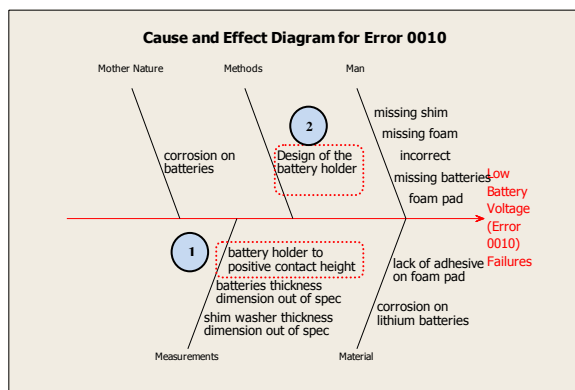 Cause and Effect Diagram for Error 0010
Mother Nature
Methods
Man
missing shim
2
missing foam
corrosion on
batteries
Design of the
battery holder
incorrect
missing batteries
foam pad
Low
Battery
Voltage
(Error
0010)
Failures
1
battery holder to
positive contact height
batteries thickness
dimension out of spec
shim washer thickness
dimension out of spec
lack of adhesive
on foam pad
corrosion on
lithium batteries
Measurements
Material